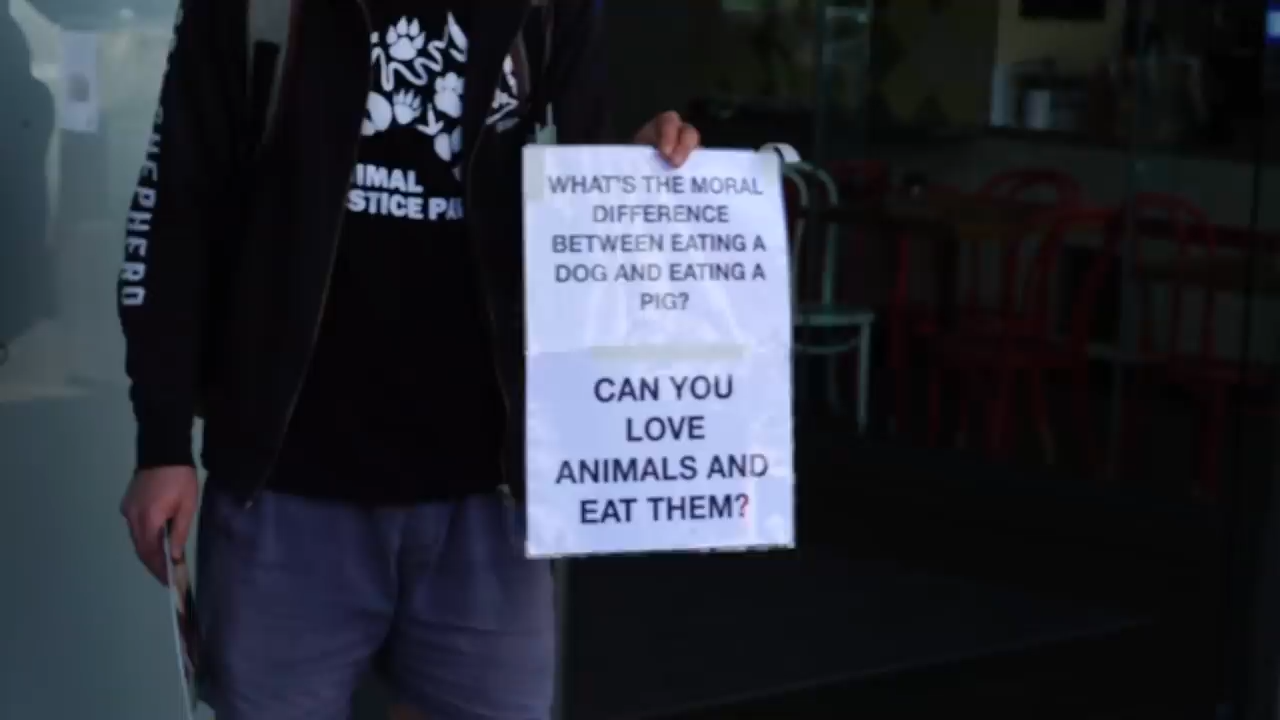 IMAL
STICE PA
SHEPHERD
WHAT'S THE MORAL
DIFFERENCE
BETWEEN EATING A
DOG AND EATING A
PIG?
CAN YOU
LOVE
ANIMALS AND
EAT THEM?